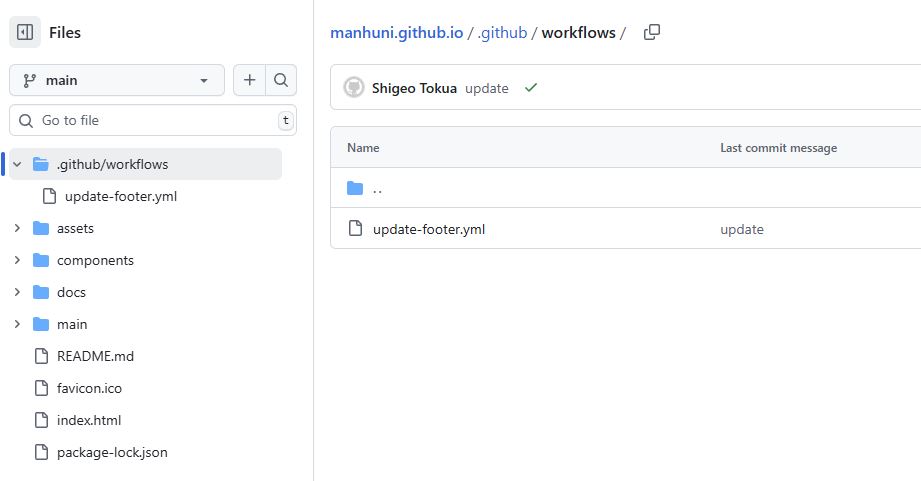 Files
main
Go to file
t
.github/workflows
update-footer.yml
assets
components
docs
main
README.md
favicon.ico
index.html
package-lock.json
manhuni.github.io / .github / workflows /
Shigeo Tokua update
Name Last commit message
..
update-footer.yml update